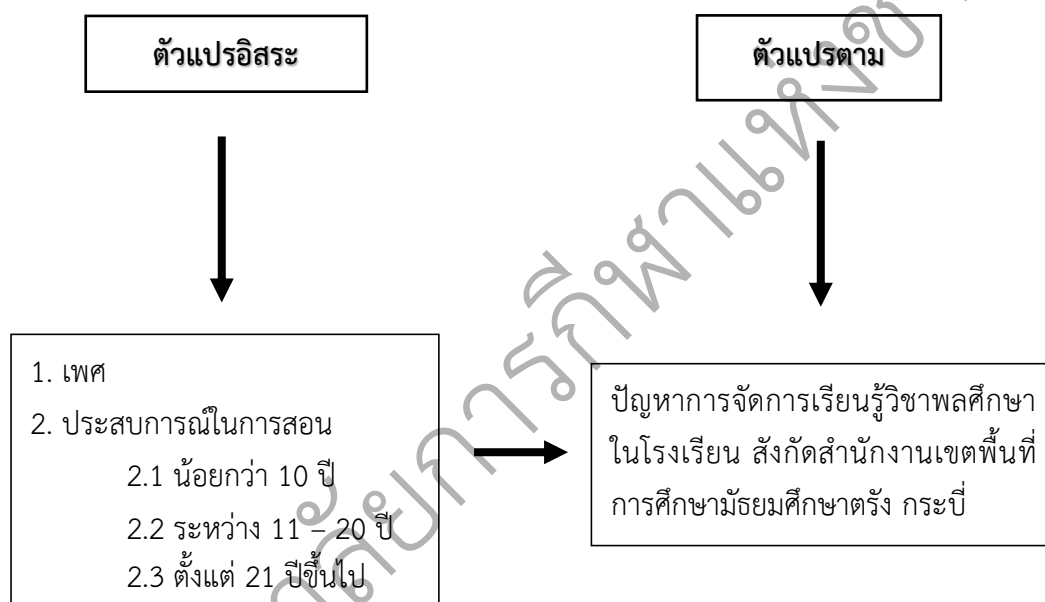 ตัวแปรอิสระ
ตัวแปรตาม
1. เพศ
2. ประสบการณ์ในการสอน
2.1 น้อยกว่า 10 ปี
2.2 ระหว่าง 11 – 20 ปี
2.3 ตั้งแต่ 21 ปีขึ้นไป
ปัญหาการจัดการเรียนรู้วิชาพลศึกษา
ในโรงเรียน สังกัดสำนักงานเขตพื้นที่
การศึกษามัธยมศึกษาตรัง กระบี่